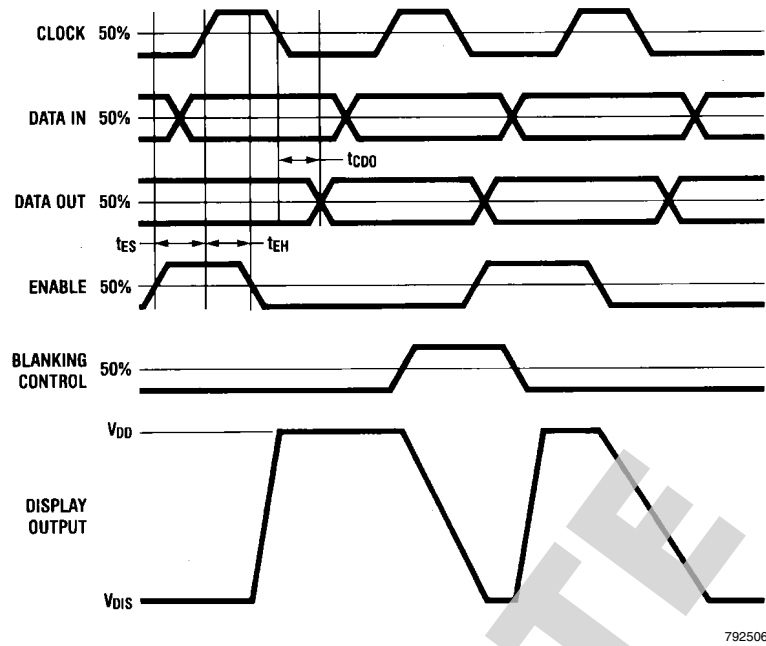 CLOCK 50%
DATA IN 50%
tCDO
DATA OUT 50%
tES
tEH
ENABLE 50%
BLANKING
CONTROL
50%
VDD
DISPLAY
OUTPUT
VDIS
TE
792506